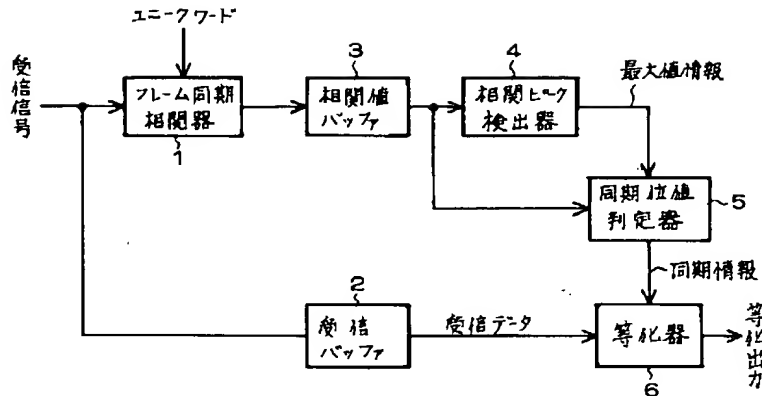 ユニークワード
受信信号
フレーム同期
相関器
1
3
相関値
バッファ
4
相関ピーク
検出器
最大値情報
同期位値
判定器
5
同期情報
2
受信
バッファ
受信データ
等化器
6
等化出力